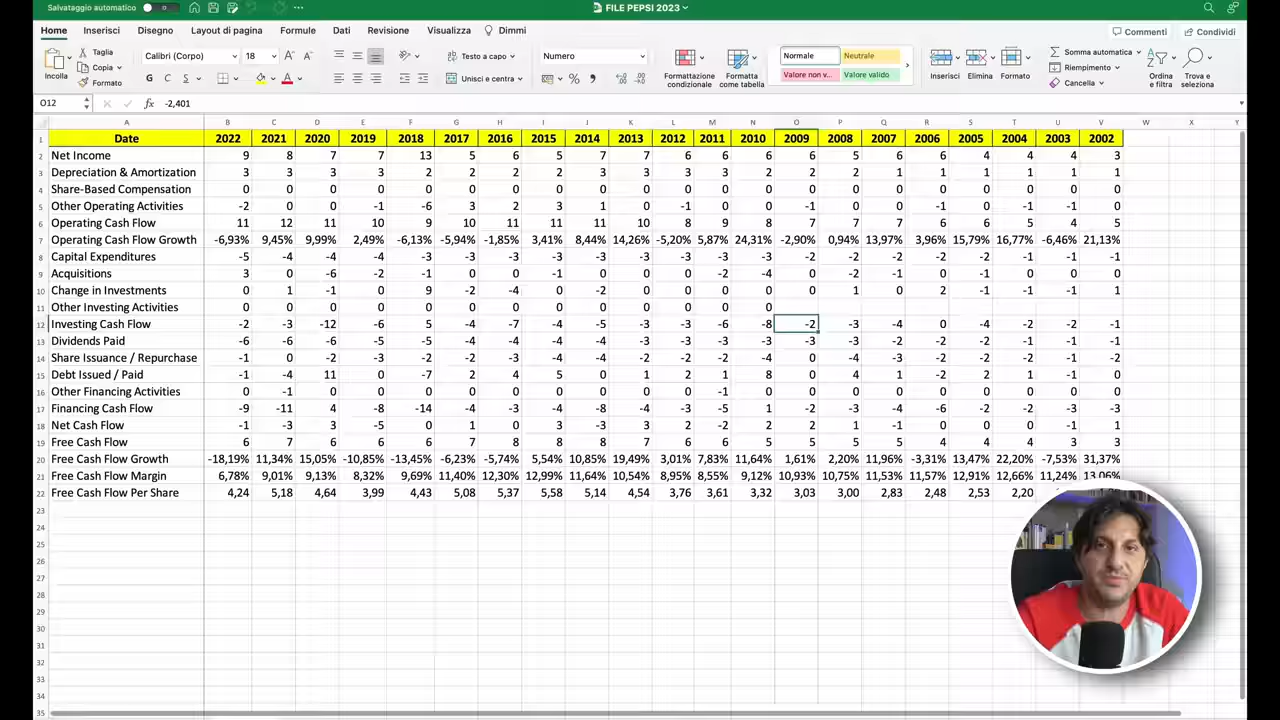 Salvataggio automatico
FILE PEPSI 2023
Home Inserisci Disegno Layout di pagina Formule Dati Revisione Visualizza Dimmi Commenti Condividi
Incolla Taglia Copia Formato Calibri (Corpo) 18 Testo a capo Unisci e centra Numero Formattazione condizionale Formatta come tabella Normale Neutrale Valore non v... Valore valido Inserisci Elimina Formato Somma automatica Riempimento Cancella Ordina e filtra Trova e seleziona
O12 fx -2,401
A B C D E F G H I J K L M N O P Q R S T U V W X Y
1 Date 2022 2021 2020 2019 2018 2017 2016 2015 2014 2013 2012 2011 2010 2009 2008 2007 2006 2005 2004 2003 2002
2 Net Income 9 8 7 7 13 5 6 5 7 7 6 6 6 6 5 6 6 4 4 4 3
3 Depreciation & Amortization 3 3 3 3 2 2 2 2 3 3 3 3 2 2 2 1 1 1 1 1 1
4 Share-Based Compensation 0 0 0 0 0 0 0 0 0 0 0 0 0 0 0 0 0 0 0 0 0
5 Other Operating Activities -2 0 0 -1 -6 3 2 3 1 0 -1 0 0 -1 0 0 -1 0 -1 -1 0
6 Operating Cash Flow 11 12 11 10 9 10 11 11 11 10 8 9 8 7 7 7 6 6 5 4 5
7 Operating Cash Flow Growth -6,93% 9,45% 9,99% 2,49% -6,13% -5,94% -1,85% 3,41% 8,44% 14,26% -5,20% 5,87% 24,31% -2,90% 0,94% 13,97% 3,96% 15,79% 16,77% -6,46% 21,13%
8 Capital Expenditures -5 -4 -4 -4 -3 -3 -3 -3 -3 -3 -3 -3 -3 -2 -2 -2 -2 -2 -1 -1 -1
9 Acquisitions 3 0 -6 -2 -1 0 0 -1 0 0 0 -2 -4 0 -2 -1 0 -1 0 0 0
10 Change in Investments 0 1 -1 0 9 -2 -4 0 -2 0 0 0 0 0 1 0 2 -1 -1 -1 1
11 Other Investing Activities 0 0 0 0 0 0 0 0 0 0 0 0 0
12 Investing Cash Flow -2 -3 -12 -6 5 -4 -7 -4 -5 -3 -3 -6 -8 -2 -3 -4 0 -4 -2 -2 -1
13 Dividends Paid -6 -6 -6 -5 -5 -4 -4 -4 -4 -3 -3 -3 -3 -3 -3 -2 -2 -2 -1 -1 -1
14 Share Issuance / Repurchase -1 0 -2 -3 -2 -2 -3 -4 -4 -2 -2 -2 -4 0 -4 -3 -2 -2 -2 -1 -2
15 Debt Issued / Paid -1 -4 11 0 -7 2 4 5 0 1 2 1 8 0 4 1 -2 2 1 -1 0
16 Other Financing Activities 0 -1 0 0 0 0 0 0 0 0 0 -1 0 0 0 0 0 0 0 0 0
17 Financing Cash Flow -9 -11 4 -8 -14 -4 -3 -4 -8 -4 -3 -5 1 -2 -3 -4 -6 -2 -2 -3 -3
18 Net Cash Flow -1 -3 3 -5 0 1 0 3 -3 3 2 -2 2 2 1 -1 0 0 0 -1 1
19 Free Cash Flow 6 7 6 6 6 7 8 8 8 7 6 6 5 5 5 5 4 4 4 3 3
20 Free Cash Flow Growth -18,19% 11,34% 15,05% -10,85% -13,45% -6,23% -5,74% 5,54% 10,85% 19,49% 3,01% 7,83% 11,64% 1,61% 2,20% 11,96% -3,31% 13,47% 22,20% -7,53% 31,37%
21 Free Cash Flow Margin 6,78% 9,01% 9,13% 8,32% 9,69% 11,40% 12,30% 12,99% 11,64% 10,54% 8,95% 8,55% 9,12% 10,93% 10,75% 11,53% 11,57% 12,91% 12,66% 11,24% 13,06%
22 Free Cash Flow Per Share 4,24 5,18 4,64 3,99 4,43 5,08 5,37 5,58 5,14 4,54 3,76 3,61 3,32 3,03 3,00 2,83 2,48 2,53 2,20
23
24
25
26
27
28
29
30
31
32
33
34
35